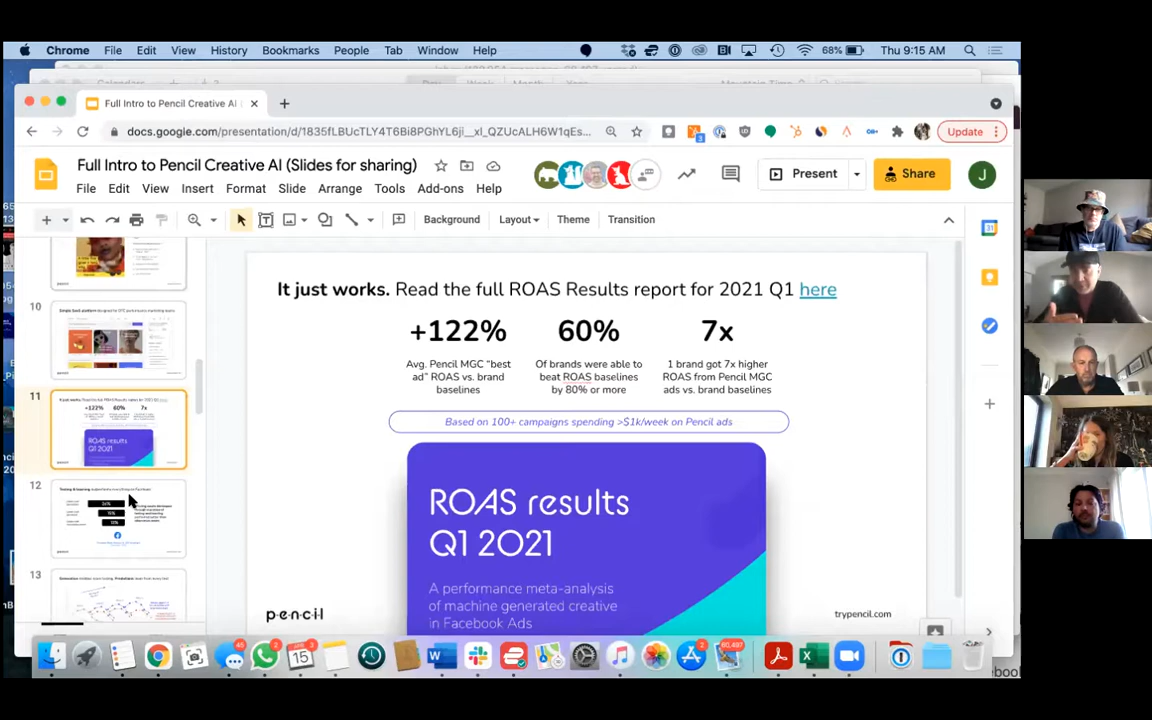 Chrome File Edit View History Bookmarks People Tab Window Help 68% Thu 9:15 AM
Full Intro to Pencil Creative AI
docs.google.com/presentation/d/1835fLBUcTLY4T6Bi8PGhYL6ji__xl_QZUcALH6W1qEs... Update
Full Intro to Pencil Creative AI (Slides for sharing)
Present Share J
File Edit View Insert Format Slide Arrange Tools Add-ons Help
Background Layout Theme Transition
10
11
12
13
It just works. Read the full ROAS Results report for 2021 Q1 here
+122% 60% 7x
Avg. Pencil MGC “best Of brands were able to 1 brand got 7x higher
ad” ROAS vs. brand beat ROAS baselines ROAS from Pencil MGC
baselines by 80% or more ads vs. brand baselines
Based on 100+ campaigns spending >$1k/week on Pencil ads
ROAS results
Q1 2021
A performance meta-analysis
of machine generated creative
in Facebook Ads
pencil trypencil.com